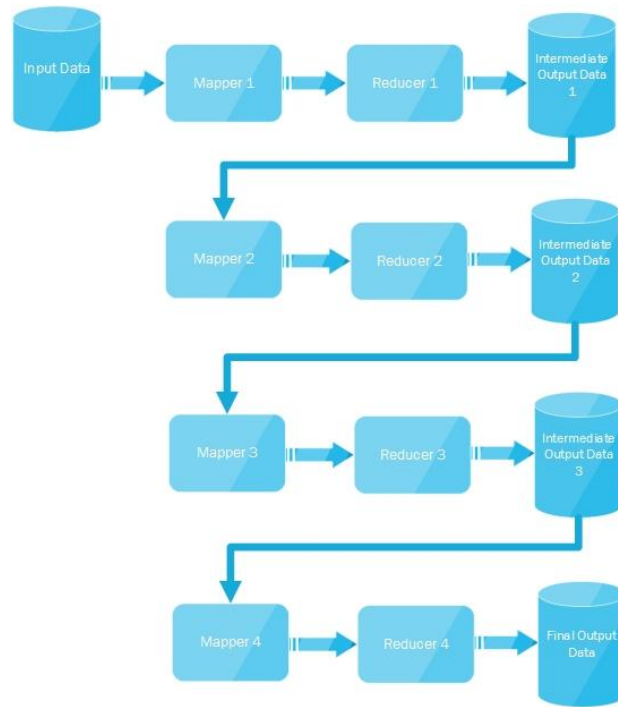 Input Data
Mapper 1
Reducer 1
Intermediate
Output Data
1
Mapper 2
Reducer 2
Intermediate
Output Data
2
Mapper 3
Reducer 3
Intermediate
Output Data
3
Mapper 4
Reducer 4
Final Output
Data